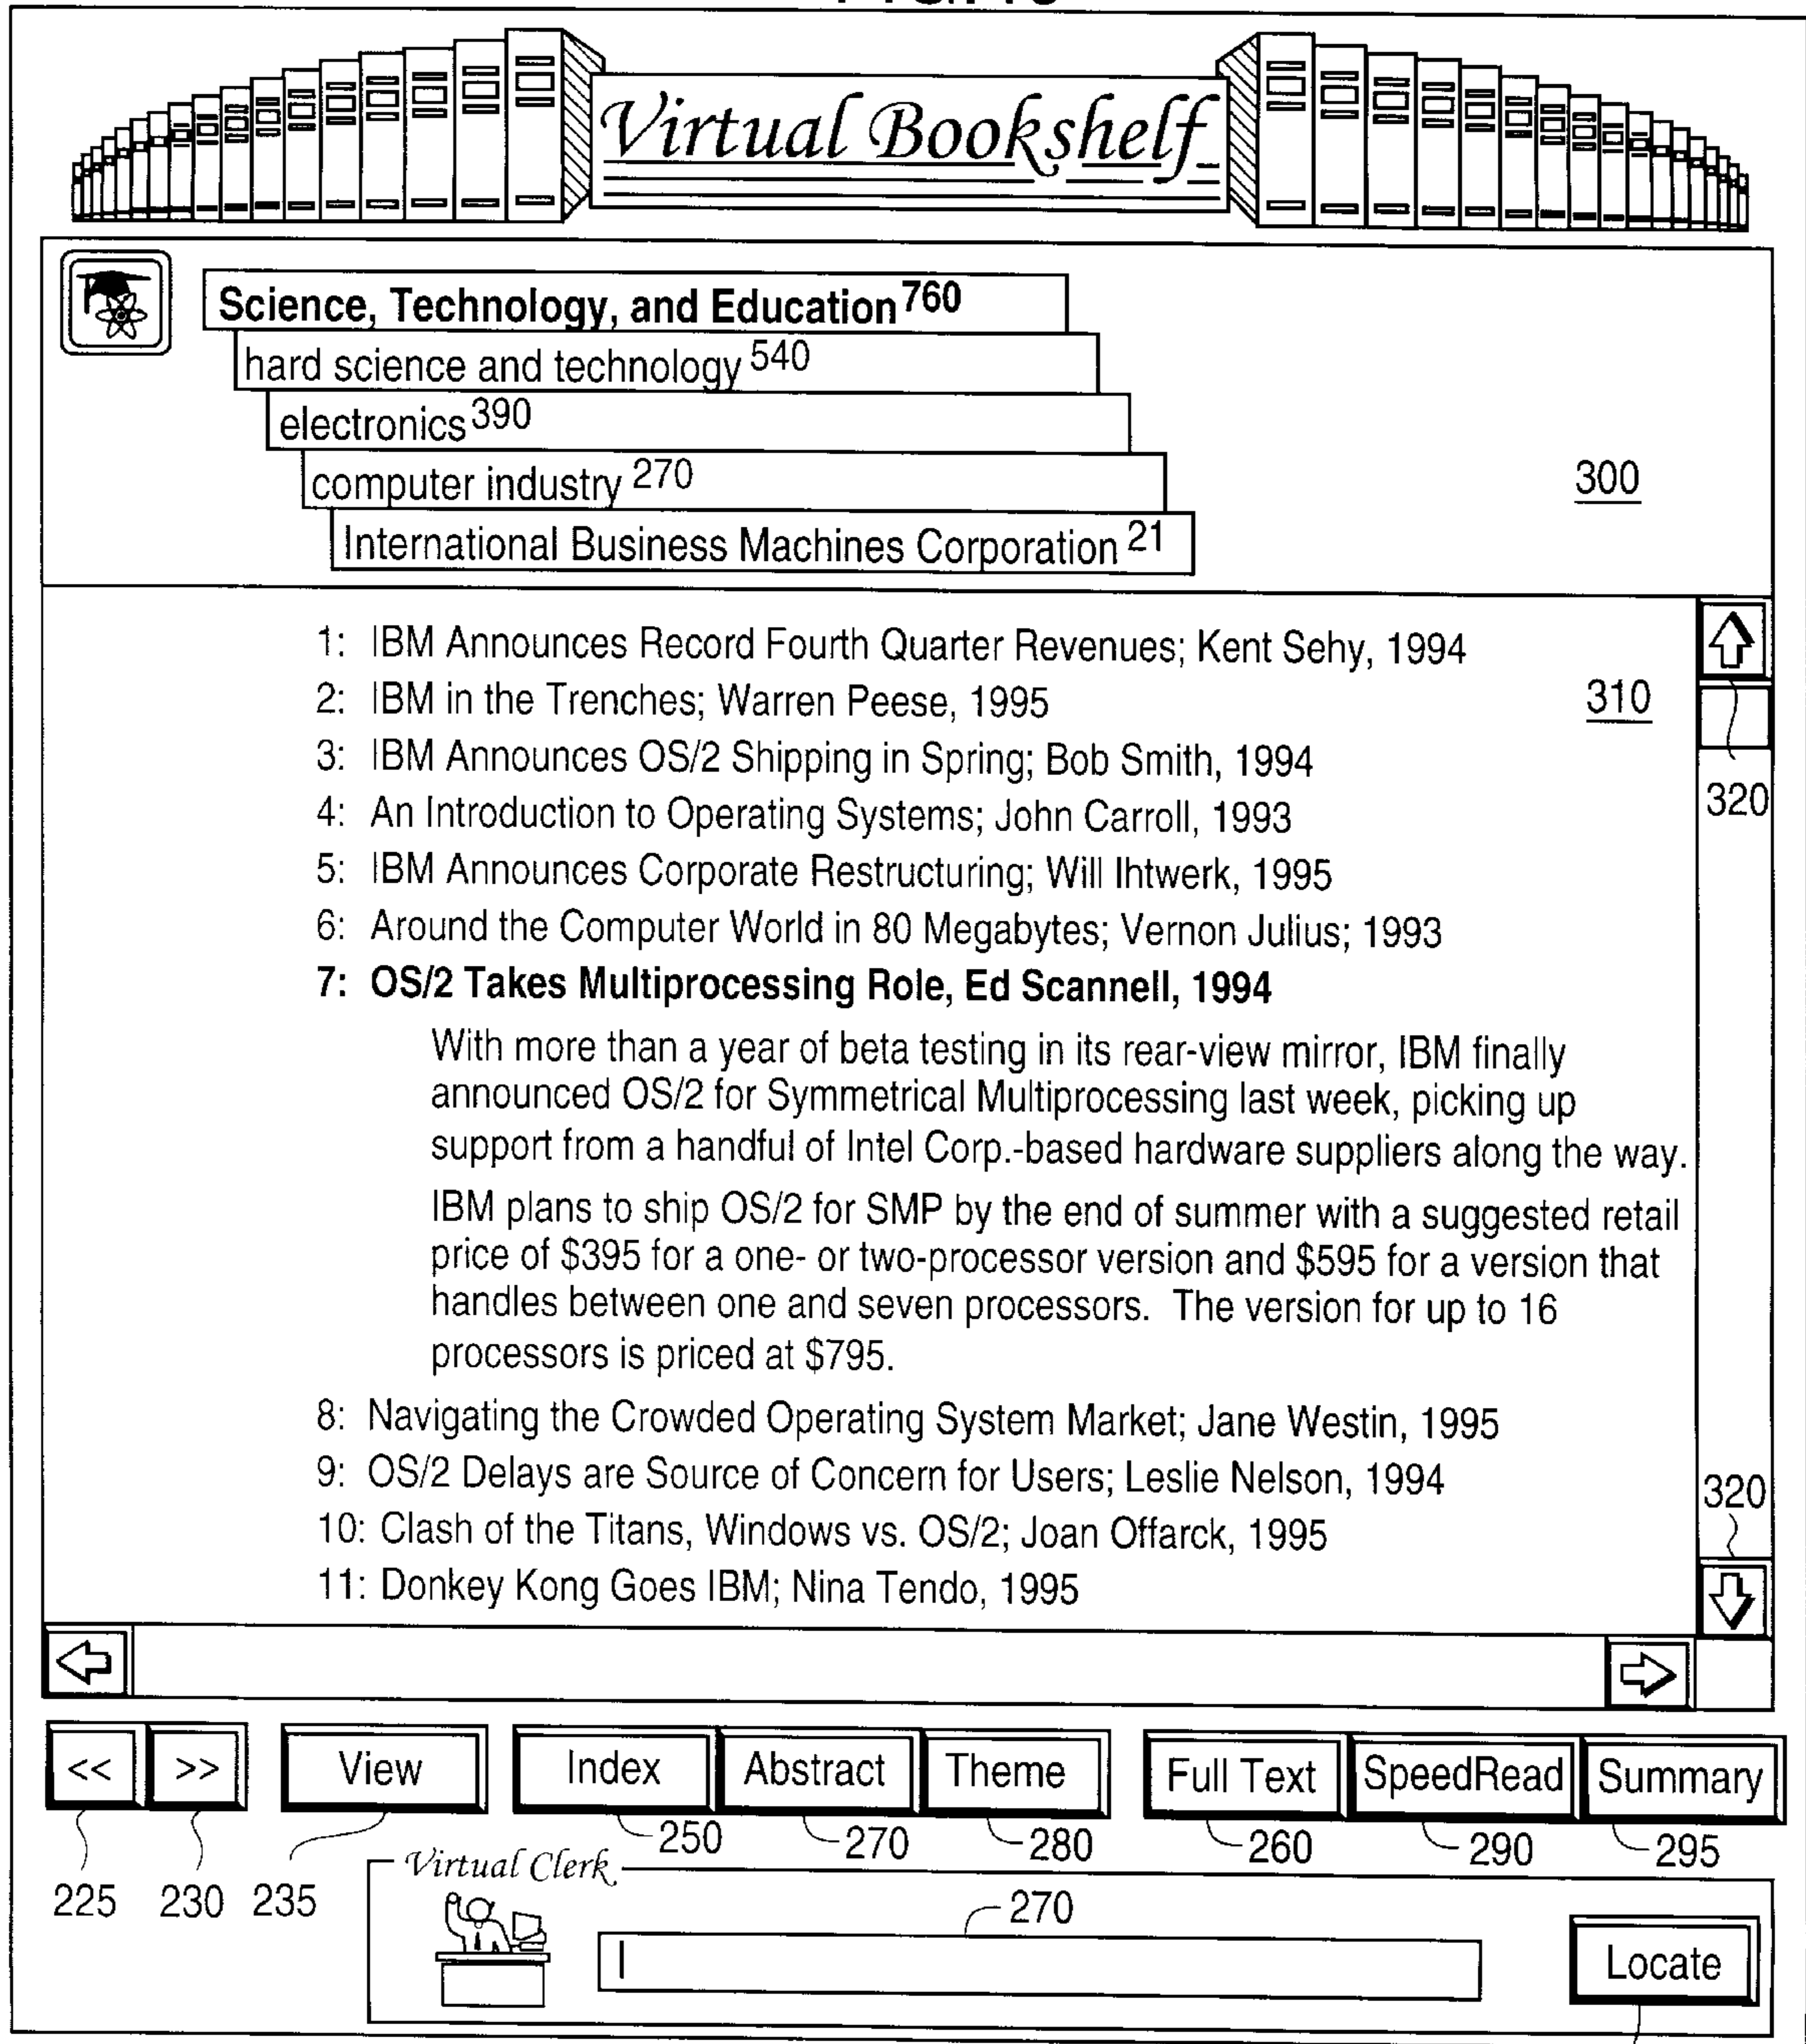 Virtual Bookshelf
Science, Technology, and Education 760
hard science and technology 540
electronics 390
computer industry 270
300
International Business Machines Corporation 21
1: IBM Announces Record Fourth Quarter Revenues; Kent Sehy, 1994
2: IBM in the Trenches; Warren Peese, 1995
310
3: IBM Announces OS/2 Shipping in Spring; Bob Smith, 1994
320
4: An Introduction to Operating Systems; John Carroll, 1993
5: IBM Announces Corporate Restructuring; Will Ihtwerk, 1995
6: Around the Computer World in 80 Megabytes; Vernon Julius; 1993
7: OS/2 Takes Multiprocessing Role, Ed Scannell, 1994
With more than a year of beta testing in its rear-view mirror, IBM finally
announced OS/2 for Symmetrical Multiprocessing last week, picking up
support from a handful of Intel Corp.-based hardware suppliers along the way.
IBM plans to ship OS/2 for SMP by the end of summer with a suggested retail
price of $395 for a one- or two-processor version and $595 for a version that
handles between one and seven processors. The version for up to 16
processors is priced at $795.
8: Navigating the Crowded Operating System Market; Jane Westin, 1995
9: OS/2 Delays are Source of Concern for Users; Leslie Nelson, 1994
320
10: Clash of the Titans, Windows vs. OS/2; Joan Offarck, 1995
11: Donkey Kong Goes IBM; Nina Tendo, 1995
<< >> View Index Abstract Theme Full Text SpeedRead Summary
250 270 280 260 290 295
225 230 235
Virtual Clerk
270
Locate